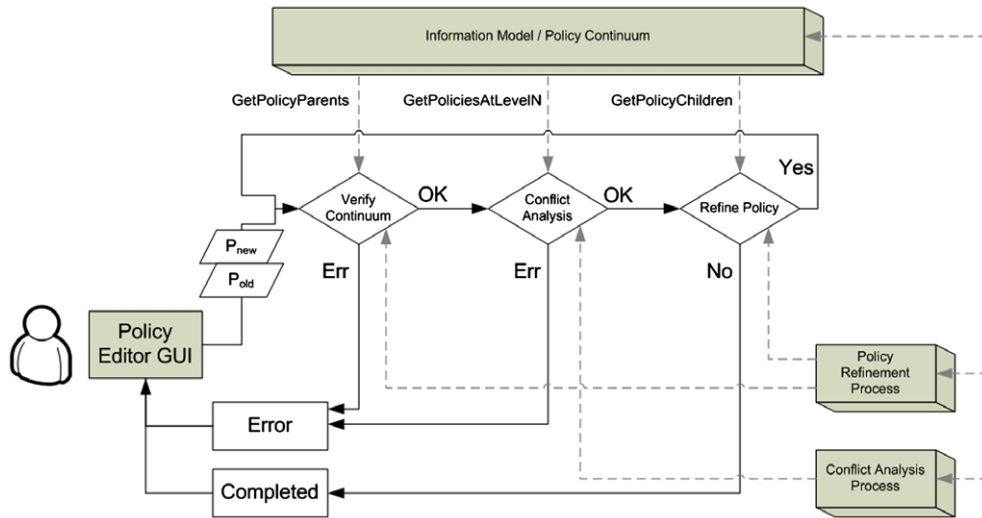 Information Model / Policy Continuum
GetPolicyParents
GetPoliciesAtLevelN
GetPolicyChildren
Yes
Verify
Continuum
OK
Conflict
Analysis
OK
Refine Policy
Pnew
Pold
Err
Err
No
Policy
Editor GUI
Policy
Refinement
Process
Error
Conflict Analysis
Process
Completed